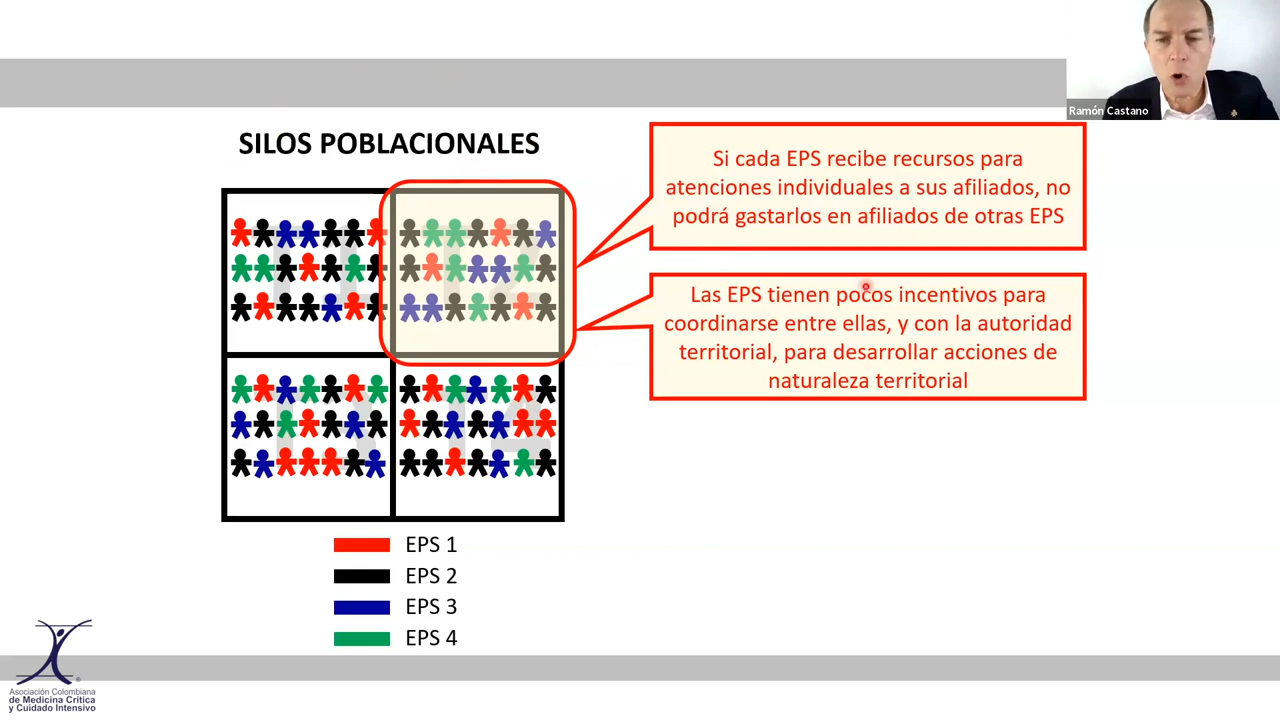 Ramón Castano
SILOS POBLACIONALES
Si cada EPS recibe recursos para
atenciones individuales a sus afiliados, no
podrá gastarlos en afiliados de otras EPS
Las EPS tienen pocos incentivos para
coordinarse entre ellas, y con la autoridad
territorial, para desarrollar acciones de
naturaleza territorial
EPS 1
EPS 2
EPS 3
EPS 4
Asociación Colombiana
de Medicina Crítica
y Cuidado Intensivo